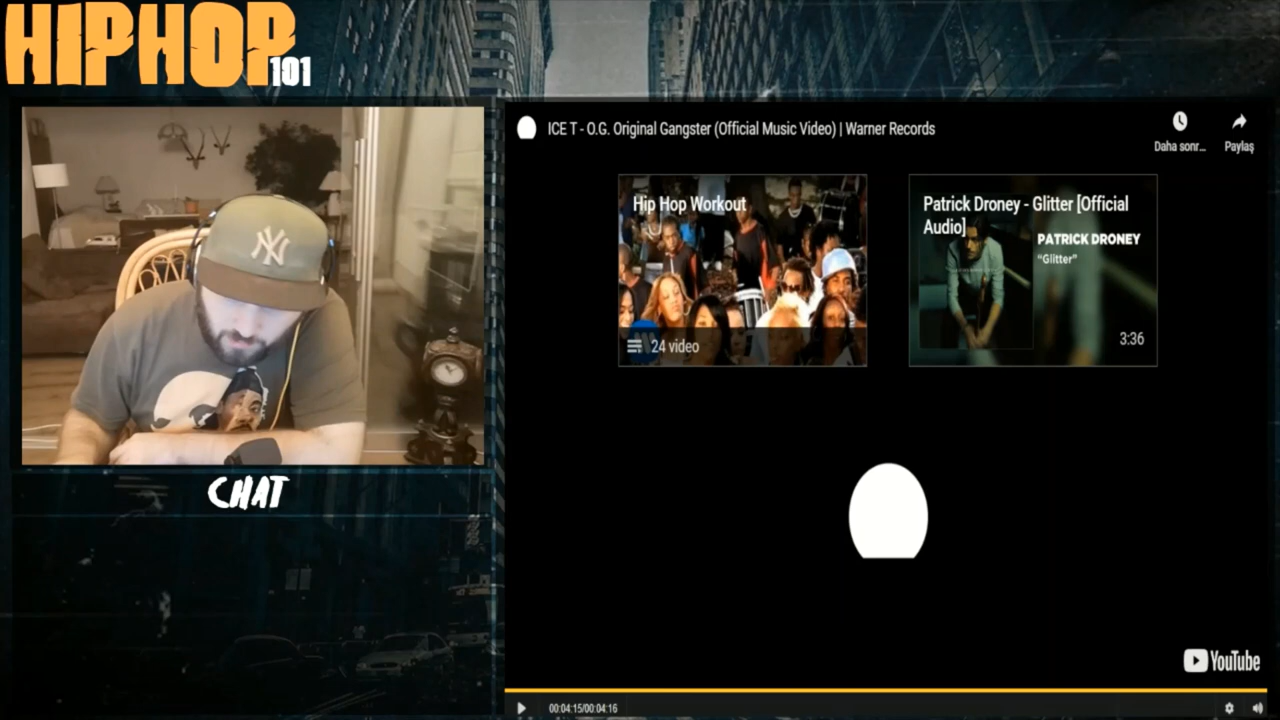 HIPHOP
101
ICE T - O.G. Original Gangster (Official Music Video) | Warner Records
Daha sonr...
Paylaş
Hip Hop Workout
24 video
Patrick Droney - Glitter [Official
Audio]
PATRICK DRONEY
"Glitter"
3:36
NY
CHAT
YouTube
00:04:15/00:04:16